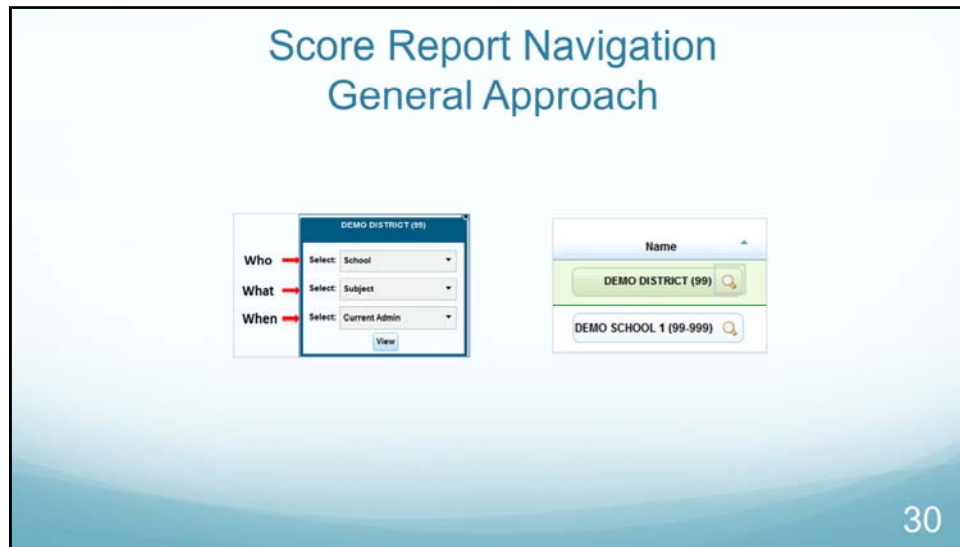 Score Report Navigation
General Approach
DEMO DISTRICT (99)
Who Select: School
What Select: Subject
When Select: Current Admin
View
Name
DEMO DISTRICT (99)
DEMO SCHOOL 1 (99-999)
30